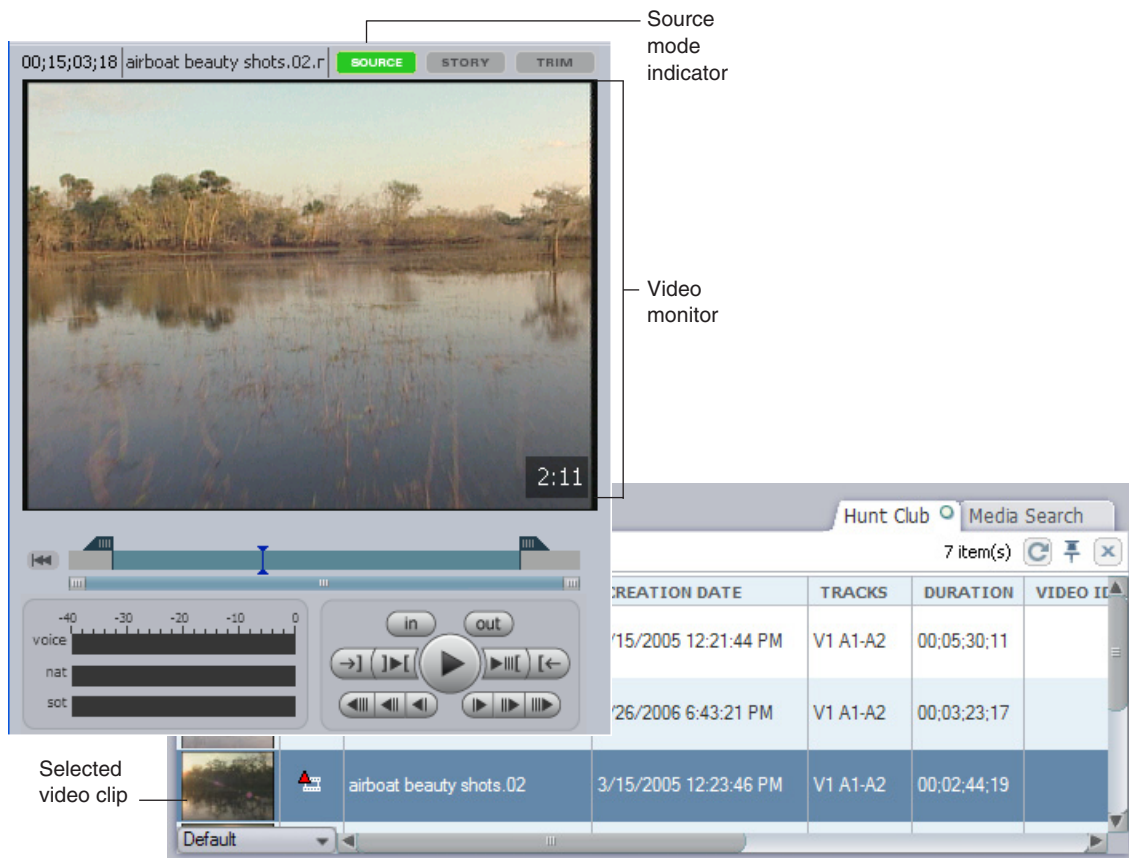 Source
mode
indicator
00;15;03;18 airboat beauty shots.02.r SOURCE STORY TRIM
Video
monitor
2:11
Hunt Club Media Search
7 item(s)
CREATION DATE TRACKS DURATION VIDEO ID
-40 -30 -20 -10 0
voice
nat
sot
in out
/15/2005 12:21:44 PM V1 A1-A2 00;05;30;11
/26/2006 6:43:21 PM V1 A1-A2 00;03;23;17
Selected
video clip
airboat beauty shots.02 3/15/2005 12:23:46 PM V1 A1-A2 00;02;44;19
Default